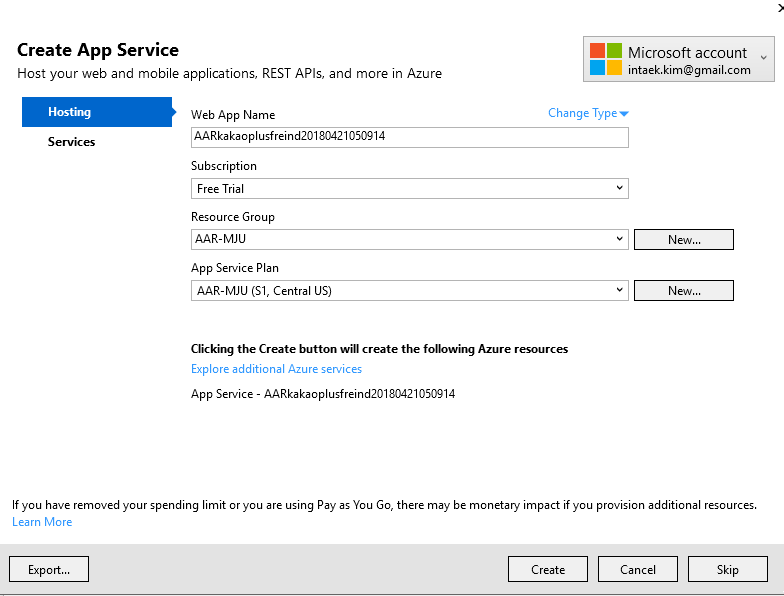 Create App Service
Host your web and mobile applications, REST APIs, and more in Azure
Microsoft account
intaek.kim@gmail.com
Hosting
Services
Web App Name
Change Type
AARkakaoplusfreind20180421050914
Subscription
Free Trial
Resource Group
AAR-MJU
New...
App Service Plan
AAR-MJU (S1, Central US)
New...
Clicking the Create button will create the following Azure resources
Explore additional Azure services
App Service - AARkakaoplusfreind20180421050914
If you have removed your spending limit or you are using Pay as You Go, there may be monetary impact if you provision additional resources.
Learn More
Export...
Create
Cancel
Skip